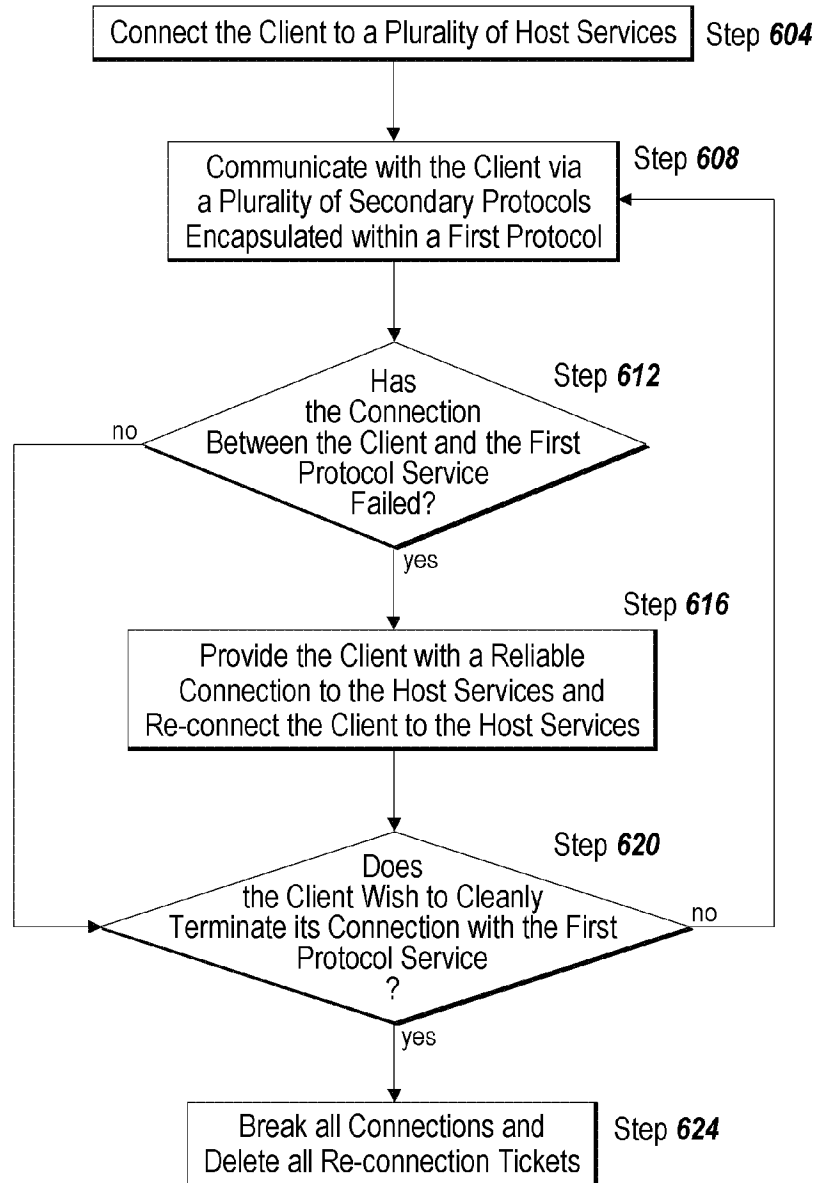 Connect the Client to a Plurality of Host Services
Step 604
Step 608
Communicate with the Client via
a Plurality of Secondary Protocols
Encapsulated within a First Protocol
Step 612
Has
the Connection
Between the Client and the First
Protocol Service
Failed?
no
yes
Step 616
Provide the Client with a Reliable
Connection to the Host Services and
Re-connect the Client to the Host Services
Step 620
Does
the Client Wish to Cleanly
Terminate its Connection with the First
Protocol Service
?
no
yes
Break all Connections and
Delete all Re-connection Tickets
Step 624